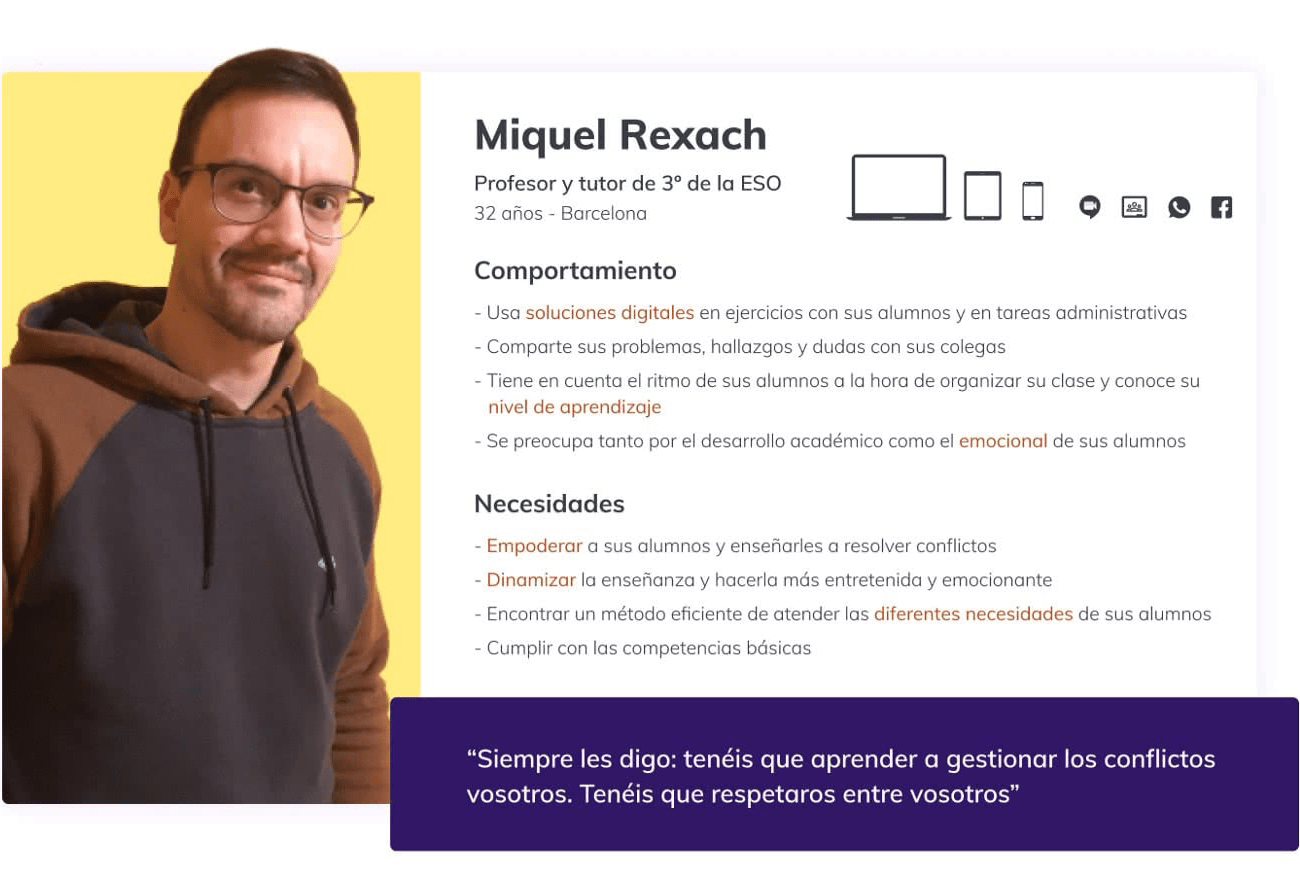 Miquel Rexach
Profesor y tutor de 3º de la ESO
32 años - Barcelona
Comportamiento
- Usa soluciones digitales en ejercicios con sus alumnos y en tareas administrativas
- Comparte sus problemas, hallazgos y dudas con sus colegas
- Tiene en cuenta el ritmo de sus alumnos a la hora de organizar su clase y conoce su
nivel de aprendizaje
- Se preocupa tanto por el desarrollo académico como el emocional de sus alumnos
Necesidades
- Empoderar a sus alumnos y enseñarles a resolver conflictos
- Dinamizar la enseñanza y hacerla más entretenida y emocionante
- Encontrar un método eficiente de atender las diferentes necesidades de sus alumnos
- Cumplir con las competencias básicas
“Siempre les digo: tenéis que aprender a gestionar los conflictos
vosotros. Tenéis que respetaros entre vosotros”